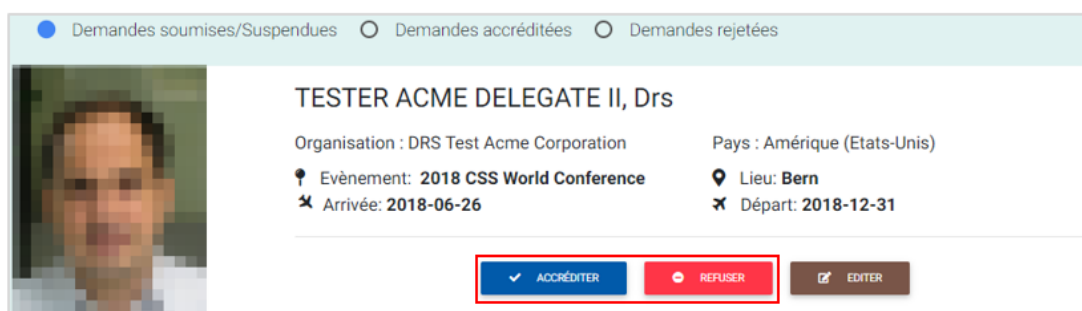 Demandes soumises/Suspendues Demandes accréditées Demandes rejetées
TESTER ACME DELEGATE II, Drs
Organisation : DRS Test Acme Corporation Pays : Amérique (Etats-Unis)
Evènement: 2018 CSS World Conference Lieu: Bern
Arrivée: 2018-06-26 Départ: 2018-12-31
ACCRÉDITER REFUSER EDITER